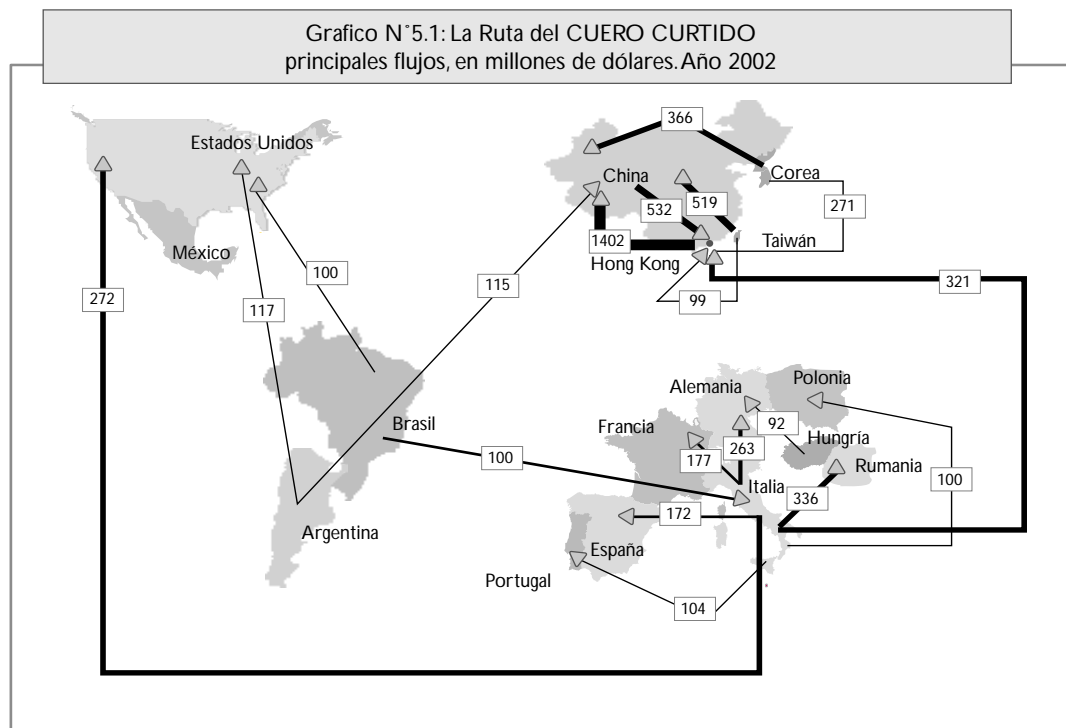 Grafico N°5.1: La Ruta del CUERO CURTIDO
principales flujos, en millones de dólares. Año 2002
366
Estados Unidos
China
Corea
532
519
271
1402
Taiwán
México
Hong Kong
100
115
272
321
117
99
Alemania
Polonia
Brasil
Francia
92
Hungría
263
177
100
Rumania
100
Italia
336
172
Argentina
España
Portugal
104